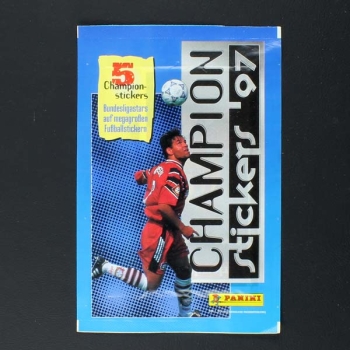 5
Champion-
stickers
Bundesligastars
auf megagroßen
Fußballstickern
CHAMPION
stickers 97
PANINI